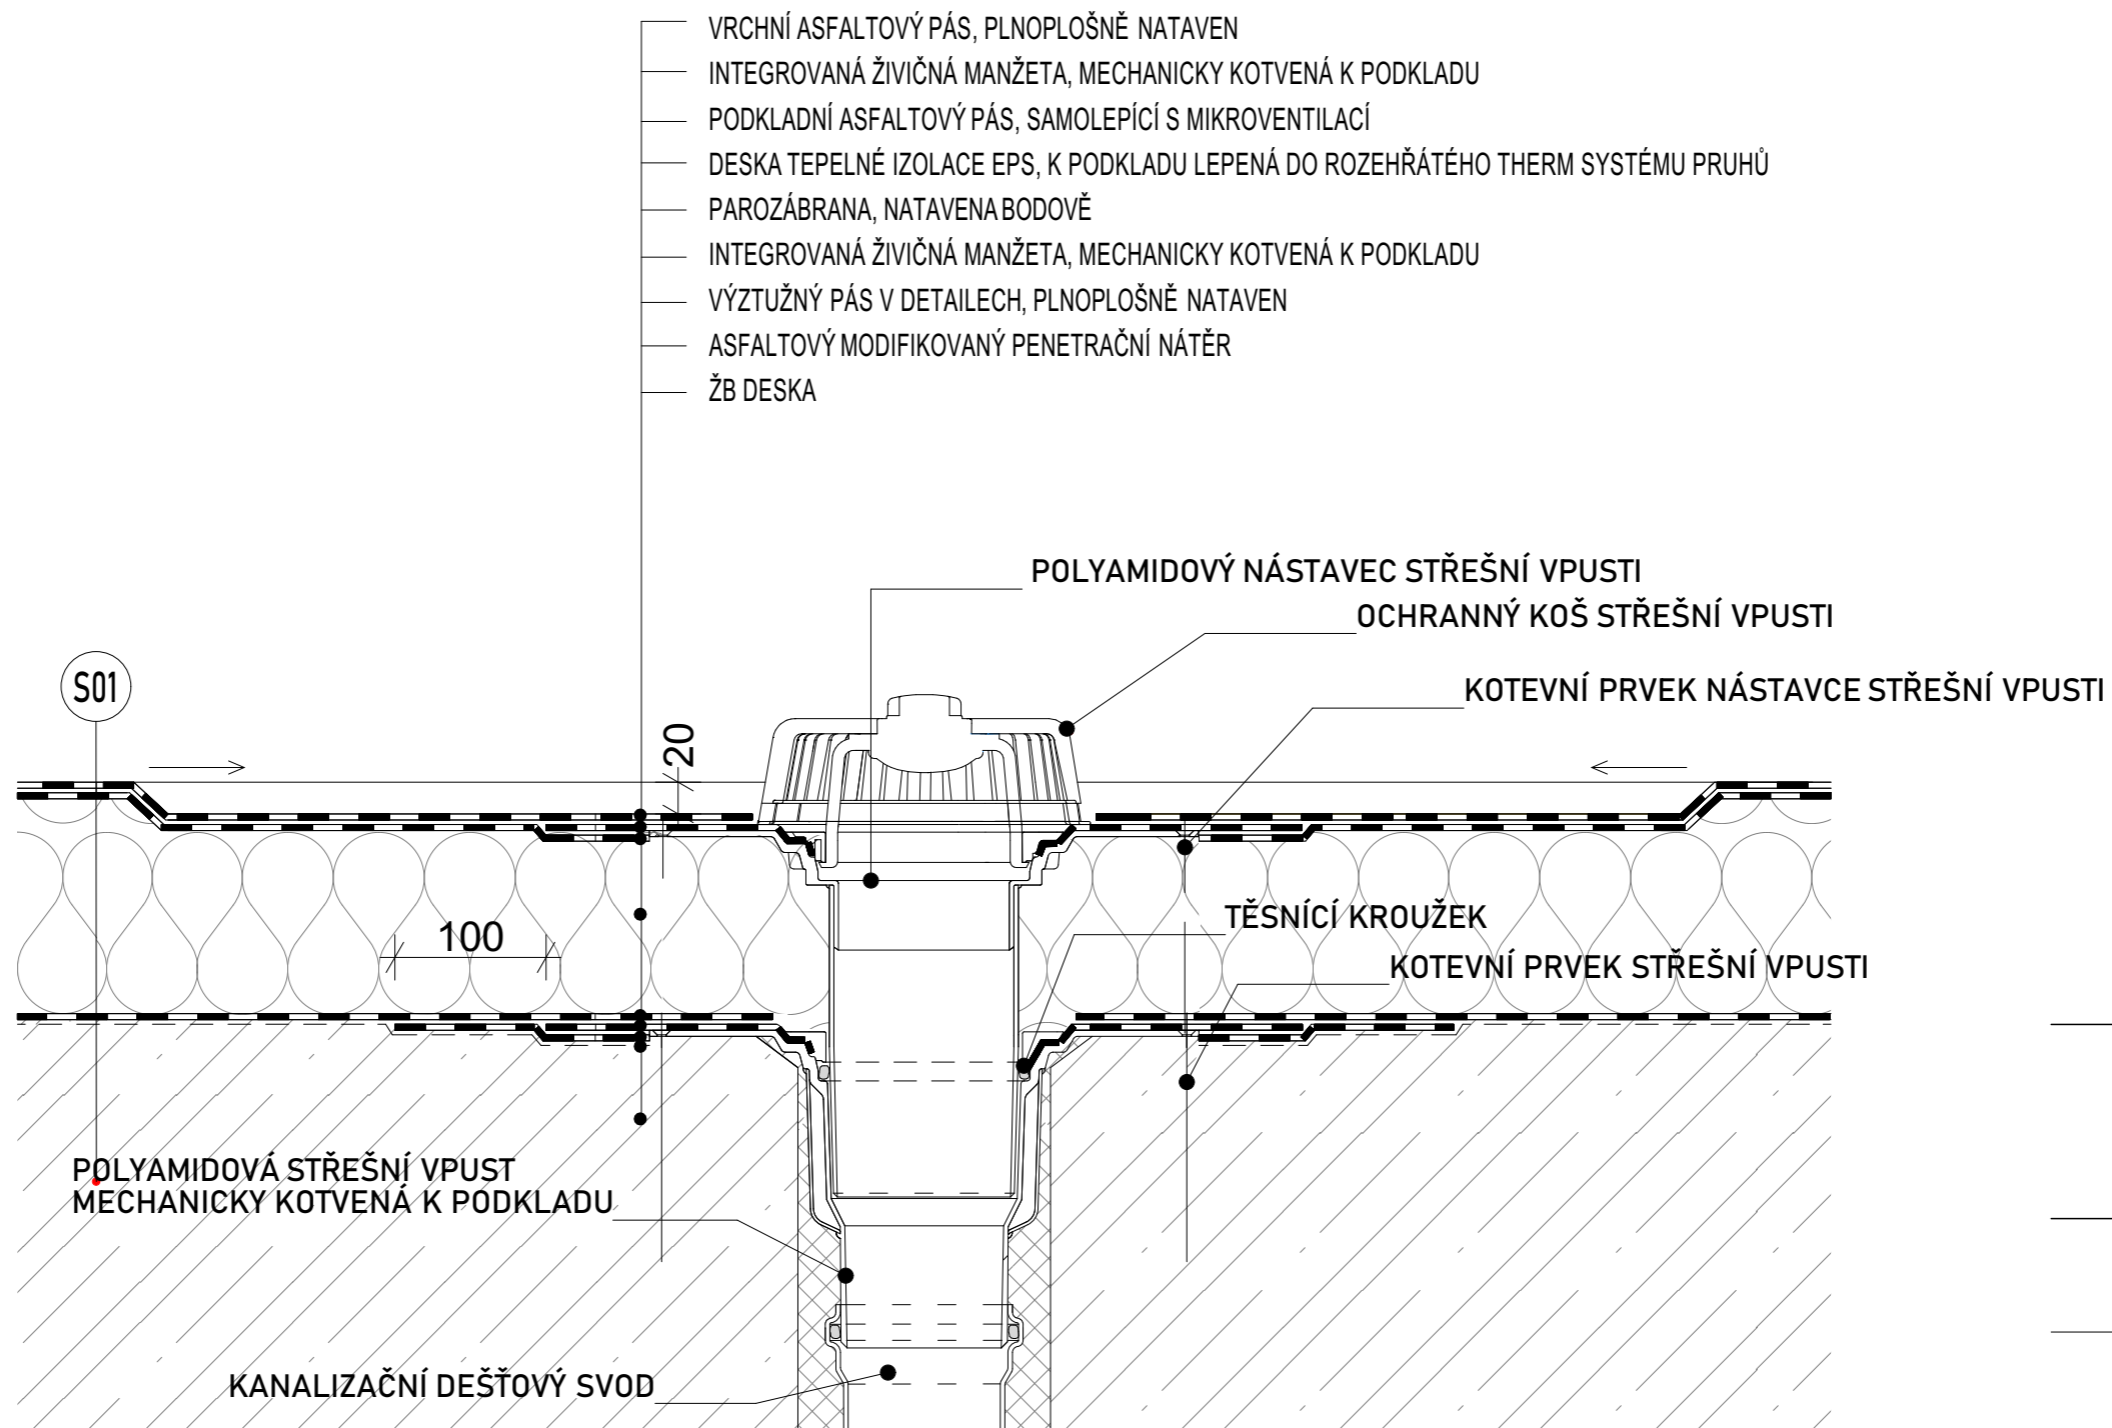 VRCHNÍ ASFALTOVÝ PÁS, PLNOPLOŠNĚ NATAVEN
INTEGROVANÁ ŽIVIČNÁ MANŽETA, MECHANICKY KOTVENÁ K PODKLADU
PODKLADNÍ ASFALTOVÝ PÁS, SAMOLEPÍCÍ S MIKROVENTILACÍ
DESKA TEPELNÉ IZOLACE EPS, K PODKLADU LEPENÁ DO ROZEHŘÁTÉHO THERM SYSTÉMU PRUHŮ
PAROZÁBRANA, NATAVENA BODOVĚ
INTEGROVANÁ ŽIVIČNÁ MANŽETA, MECHANICKY KOTVENÁ K PODKLADU
VÝZTUŽNÝ PÁS V DETAILECH, PLNOPLOŠNĚ NATAVEN
ASFALTOVÝ MODIFIKOVANÝ PENETRAČNÍ NÁTĚR
ŽB DESKA
POLYAMIDOVÝ NÁSTAVEC STŘEŠNÍ VPUSTI
OCHRANNÝ KOŠ STŘEŠNÍ VPUSTI
S01
KOTEVNÍ PRVEK NÁSTAVCE STŘEŠNÍ VPUSTI
20
TĚSNÍCÍ KROUŽEK
100
KOTEVNÍ PRVEK STŘEŠNÍ VPUSTI
POLYAMIDOVÁ STŘEŠNÍ VPUST
MECHANICKY KOTVENÁ K PODKLADU
KANALIZAČNÍ DEŠŤOVÝ SVOD